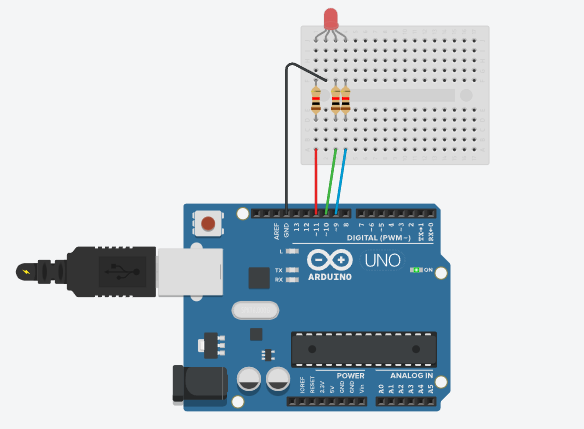 AREF
GND
13
12
~11
~10
~9
8
7
~6
~5
4
~3
2
TX→1
RX←0
DIGITAL (PWM~)
L
TX
RX
UNO
ARDUINO
ON
POWER
ANALOG IN
IOREF
RESET
3.3V
5V
GND
GND
Vin
A0
A1
A2
A3
A4
A5